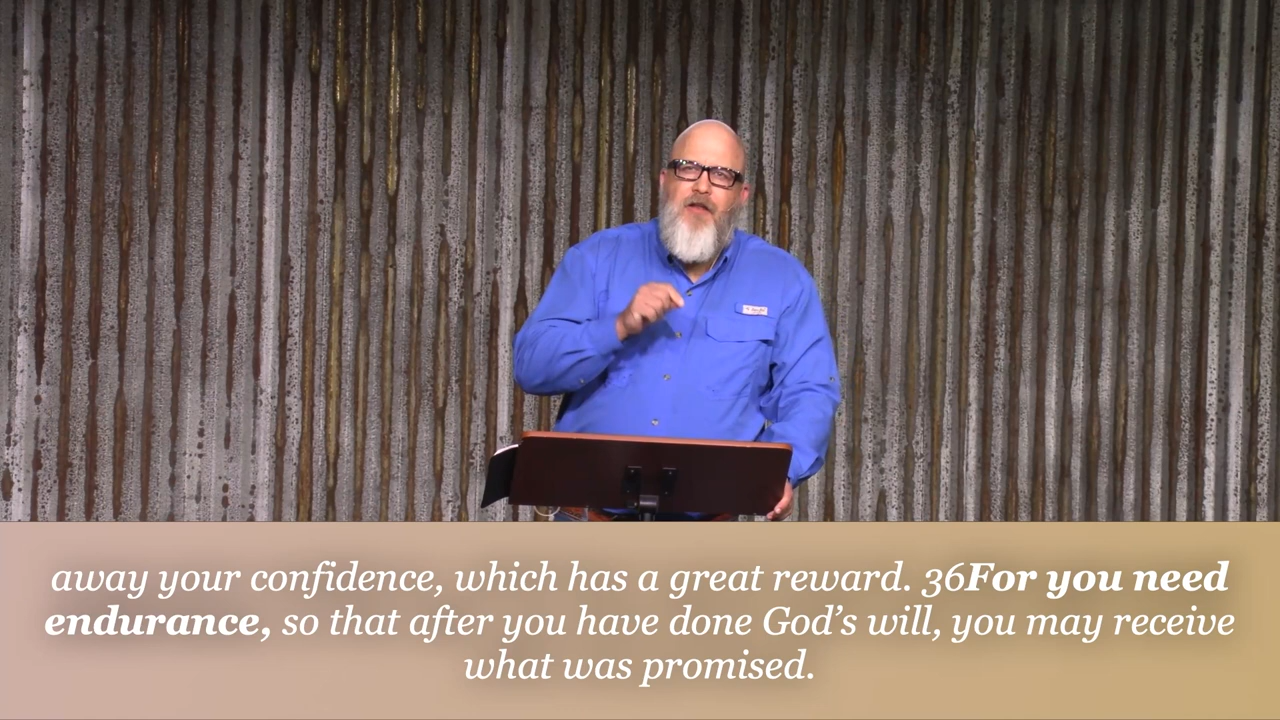 away your confidence, which has a great reward. 36For you need
endurance, so that after you have done God’s will, you may receive
what was promised.